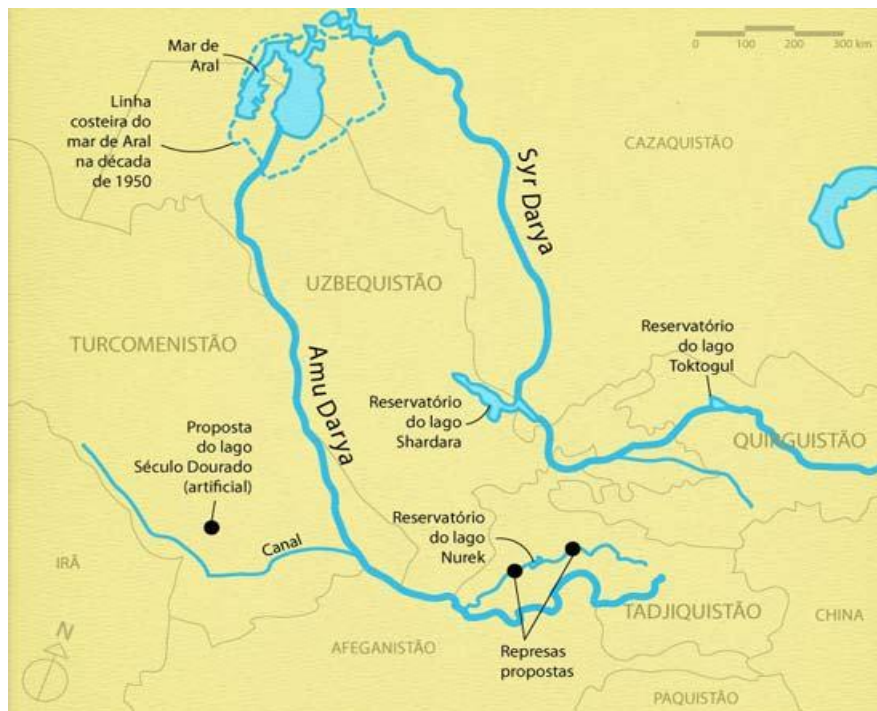 Mar de
Aral
0 100 200 300 km
Linha
costeira do
mar de Aral
na década
de 1950
CAZAQUISTÃO
Syr Darya
UZBEQUISTÃO
TURCOMENISTÃO
Amu Darya
Reservatório
do lago
Toktogul
Reservatório
do lago
Shardara
QUIRGUISTÃO
Proposta
do lago
Século Dourado
(artificial)
Canal
Reservatório
do lago
Nurek
IRÃ
TADJIQUISTÃO
CHINA
N
AFEGANISTÃO
Represas
propostas
PAQUISTÃO